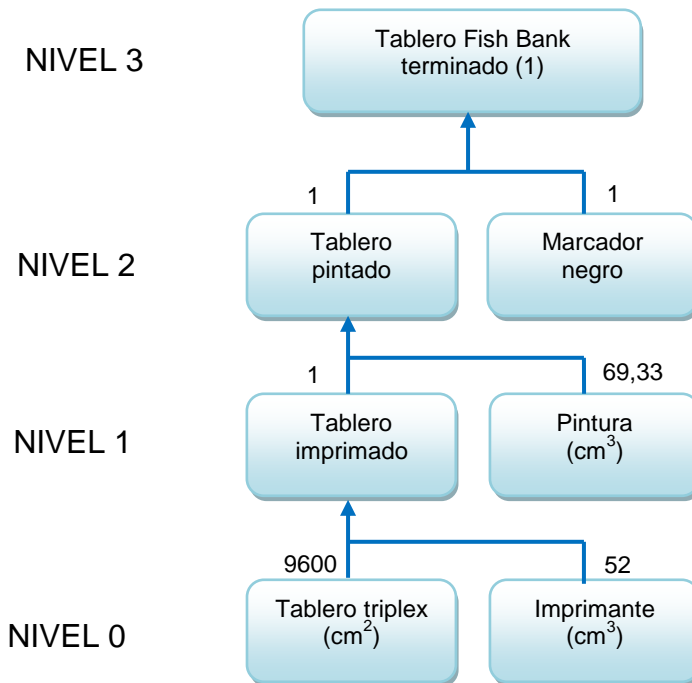 NIVEL 3
Tablero Fish Bank
terminado (1)
1
1
NIVEL 2
Tablero
pintado
Marcador
negro
1
69,33
NIVEL 1
Tablero
imprimado
Pintura
(cm³)
9600
52
NIVEL 0
Tablero triplex
(cm²)
Imprimante
(cm³)